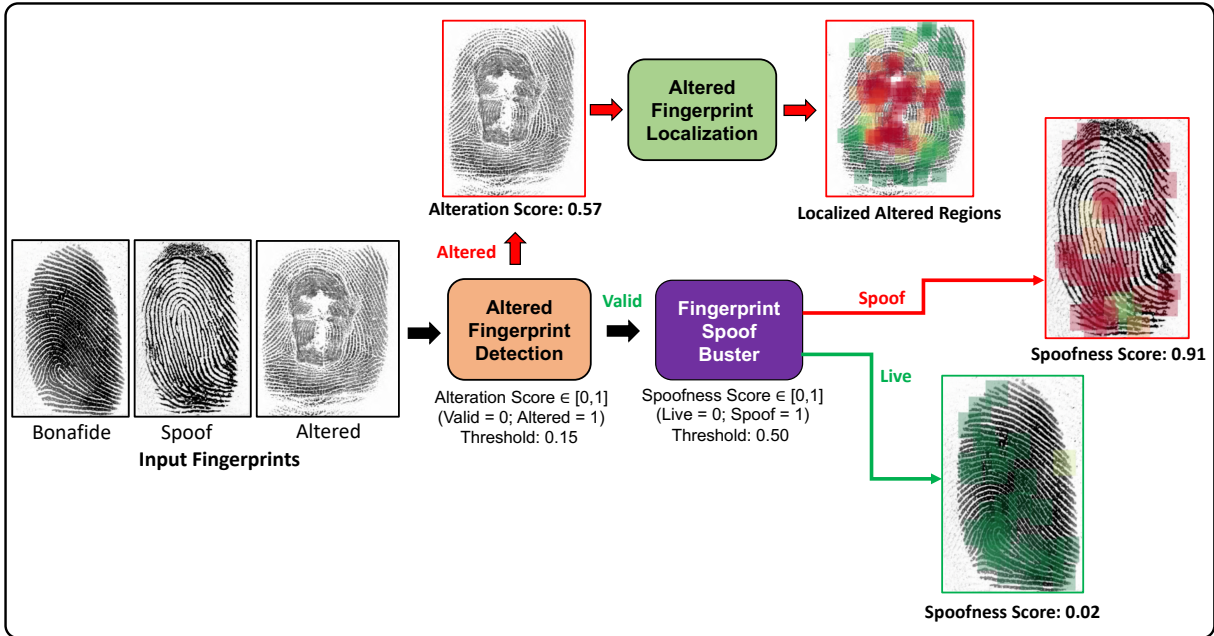 Altered
Fingerprint
Localization
Alteration Score: 0.57
Localized Altered Regions
Altered
Bonafide
Spoof
Altered
Input Fingerprints
Altered
Fingerprint
Detection
Alteration Score ∈ [0,1]
(Valid = 0; Altered = 1)
Threshold: 0.15
Valid
Fingerprint
Spoof
Buster
Spoofness Score ∈ [0,1]
(Live = 0; Spoof = 1)
Threshold: 0.50
Spoof
Spoofness Score: 0.91
Live
Spoofness Score: 0.02